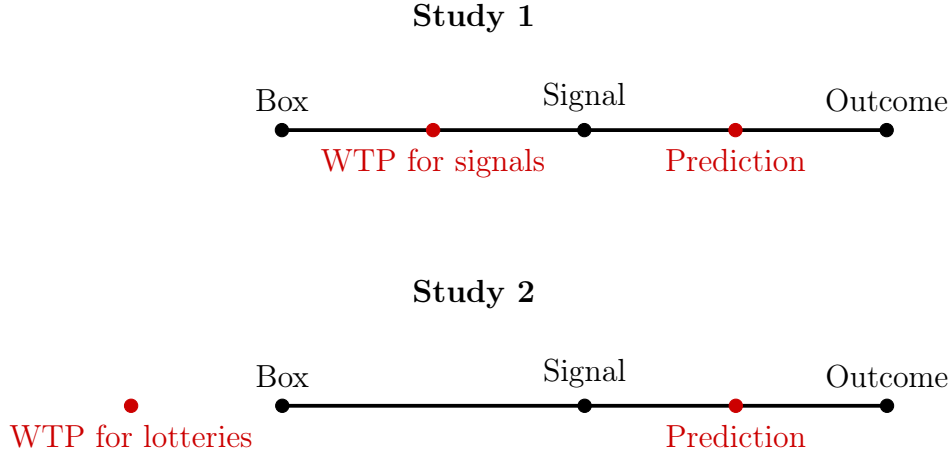 Study 1
Box Signal Outcome
WTP for signals Prediction
Study 2
Box Signal Outcome
WTP for lotteries Prediction